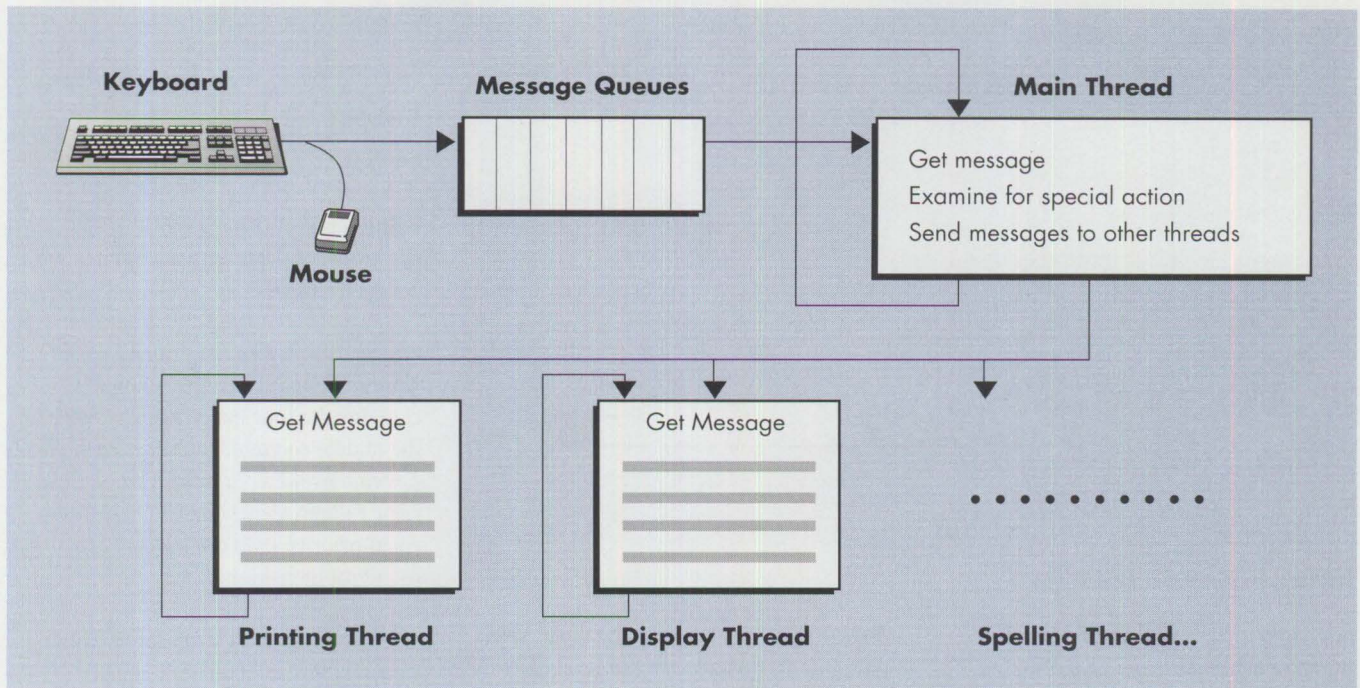 Keyboard
Message Queues
Main Thread
Get message
Examine for special action
Send messages to other threads
Mouse
Get Message
Get Message
Printing Thread
Display Thread
Spelling Thread...